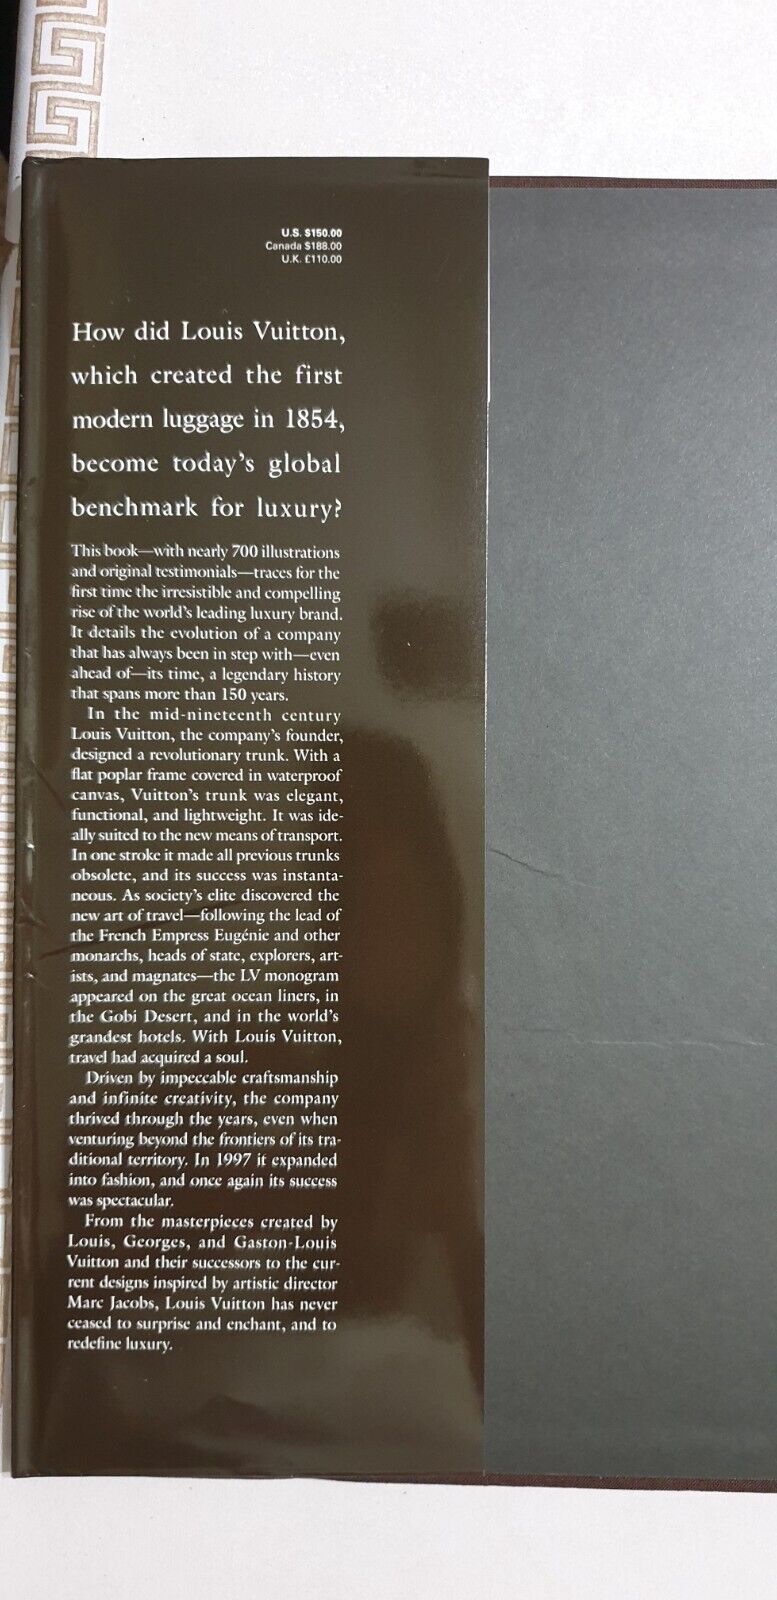 U.S. $150.00
Canada $188.00
U.K. £110.00
How did Louis Vuitton,
which created the first
modern luggage in 1854,
become today's global
benchmark for luxury?
This book—with nearly 700 illustrations
and original testimonials—traces for the
first time the irresistible and compelling
rise of the world's leading luxury brand.
It details the evolution of a company
that has always been in step with—even
ahead of—its time, a legendary history
that spans more than 150 years.
In the mid-nineteenth century
Louis Vuitton, the company's founder,
designed a revolutionary trunk. With a
flat poplar frame covered in waterproof
canvas, Vuitton's trunk was elegant,
functional, and lightweight. It was ide-
ally suited to the new means of transport.
In one stroke it made all previous trunks
obsolete, and its success was instanta-
neous. As society's elite discovered the
new art of travel—following the lead of
the French Empress Eugénie and other
monarchs, heads of state, explorers, art-
ists, and magnates—the LV monogram
appeared on the great ocean liners, in
the Gobi Desert, and in the world's
grandest hotels. With Louis Vuitton,
travel had acquired a soul.
Driven by impeccable craftsmanship
and infinite creativity, the company
thrived through the years, even when
venturing beyond the frontiers of its tra-
ditional territory. In 1997 it expanded
into fashion, and once again its success
was spectacular.
From the masterpieces created by
Louis, Georges, and Gaston-Louis
Vuitton and their successors to the cur-
rent designs inspired by artistic director
Marc Jacobs, Louis Vuitton has never
ceased to surprise and enchant, and to
redefine luxury.